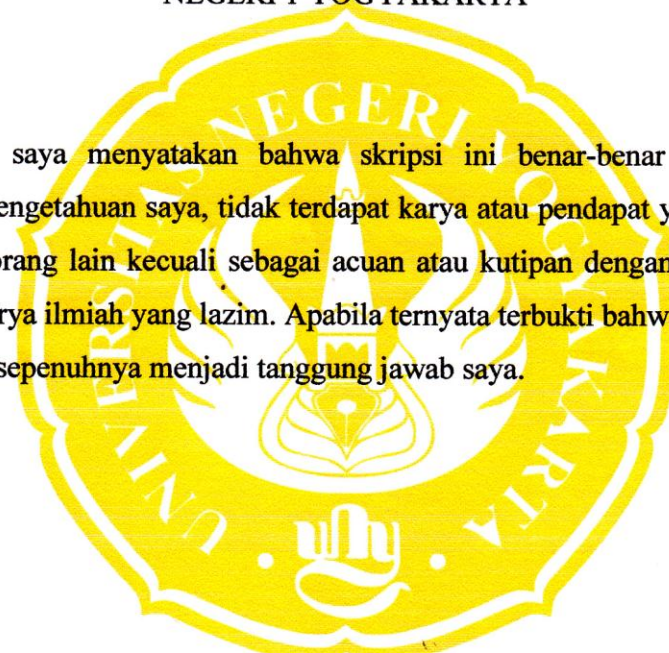 NEGERI 1 YOGYAKARTA
saya menyatakan bahwa skripsi ini benar-benar
engetahuan saya, tidak terdapat karya atau pendapat y
orang lain kecuali sebagai acuan atau kutipan dengan
rya ilmiah yang lazim. Apabila ternyata terbukti bahw
sepenuhnya menjadi tanggung jawab saya.
UNIVERSITAS NEGERI YOGYAKARTA
uny